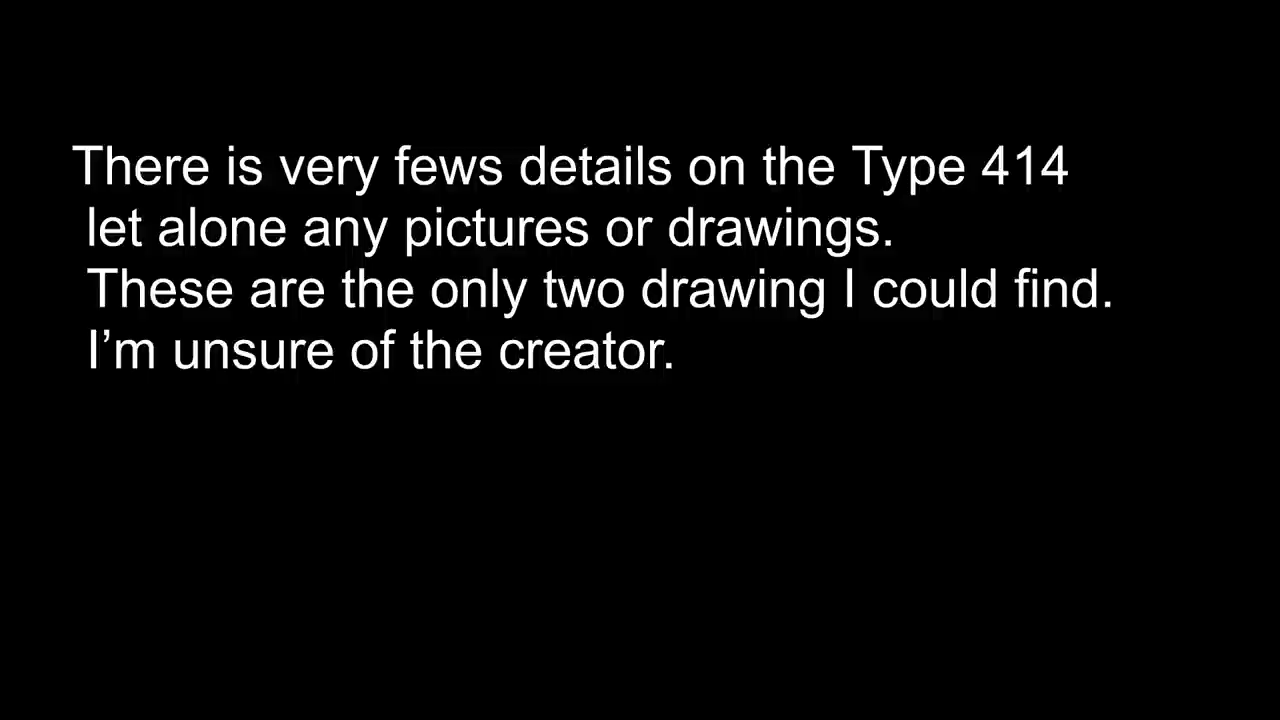 There is very fews details on the Type 414
let alone any pictures or drawings.
These are the only two drawing I could find.
I’m unsure of the creator.